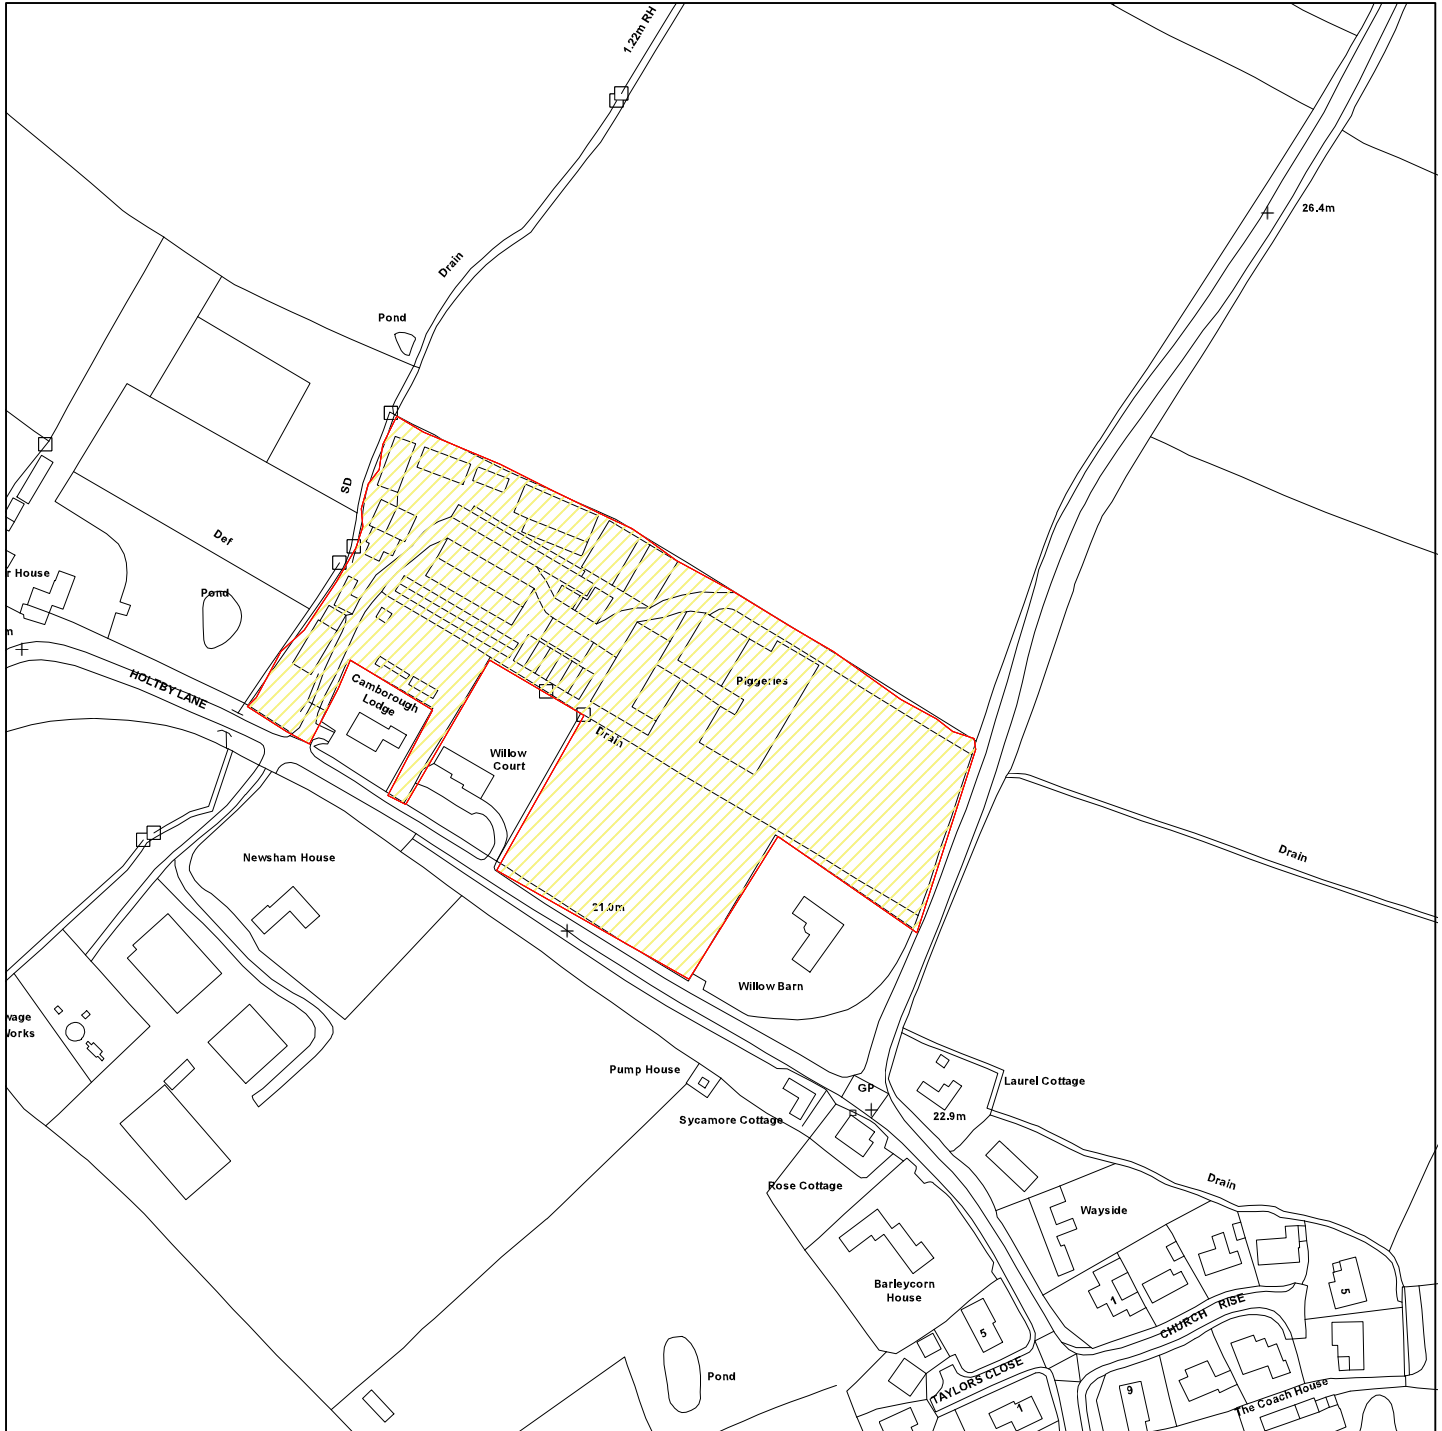 1.22m RH
26.4m
Drain
Pond
SD
Def
r House
Pond
m
HOLTBY LANE
Camborough
Lodge
Piggeries
Willow
Court
Drain
Newsham House
Drain
21.0m
Willow Barn
wage
Works
Pump House
GP
Laurel Cottage
22.9m
Sycamore Cottage
Rose Cottage
Drain
Wayside
Barleycorn
House
1
5
CHURCH RISE
5
Pond
TAYLORS CLOSE
9
1
The Coach House